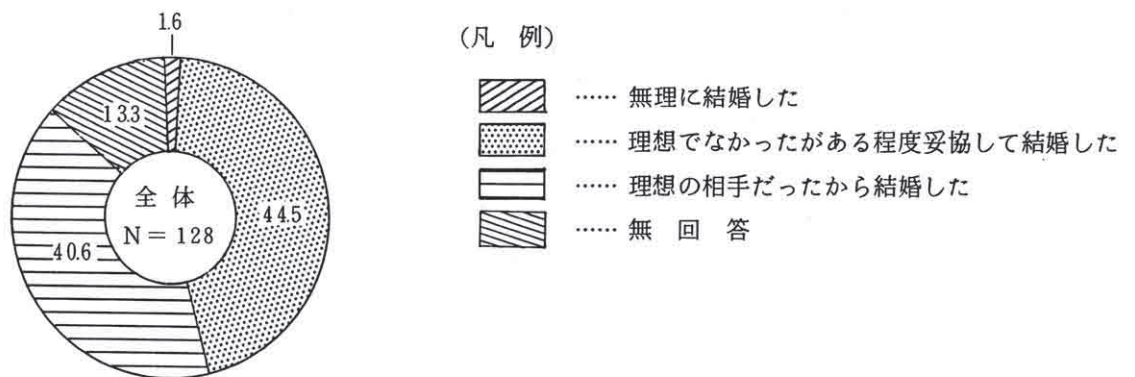 1.6
13.3
44.5
40.6
全体
N = 128
(凡 例)
…… 無理に結婚した
…… 理想でなかったがある程度妥協して結婚した
…… 理想の相手だったから結婚した
…… 無 回 答